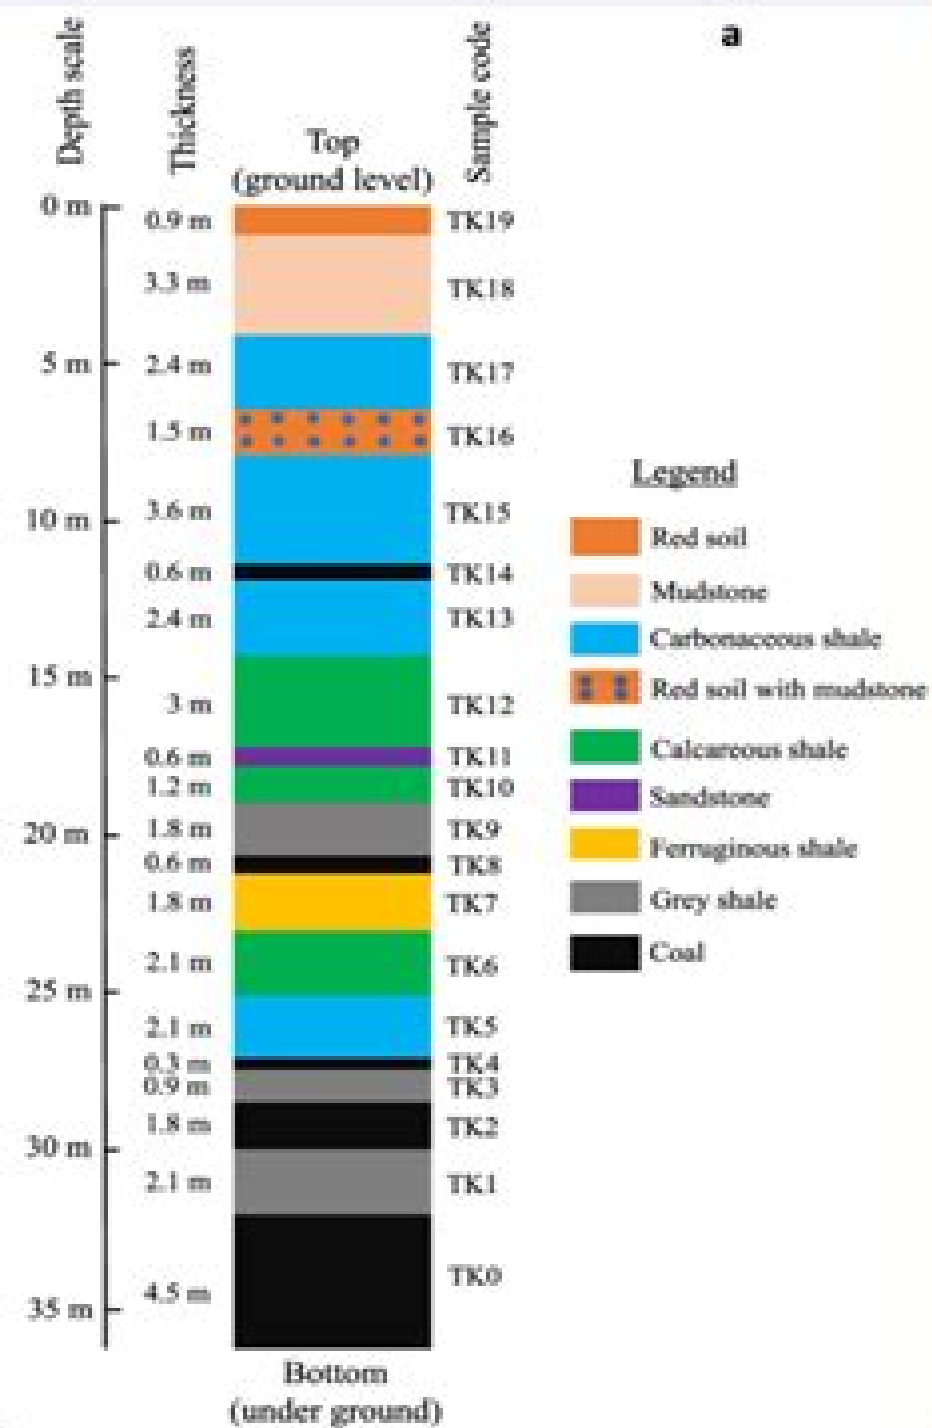 a
Depth scale
Thickness
Sample code
Top
(ground level)
0 m
0.9 m TK19
3.3 m TK18
5 m 2.4 m TK17
1.5 m TK16
10 m 3.6 m TK15
0.6 m TK14
2.4 m TK13
15 m 3 m TK12
0.6 m TK11
1.2 m TK10
20 m 1.8 m TK9
0.6 m TK8
1.8 m TK7
2.1 m TK6
25 m
2.1 m TK5
0.3 m TK4
0.9 m TK3
1.8 m TK2
30 m
2.1 m TK1
4.5 m TK0
35 m
Bottom
(under ground)
Legend
Red soil
Mudstone
Carbonaceous shale
Red soil with mudstone
Calcareous shale
Sandstone
Ferruginous shale
Grey shale
Coal